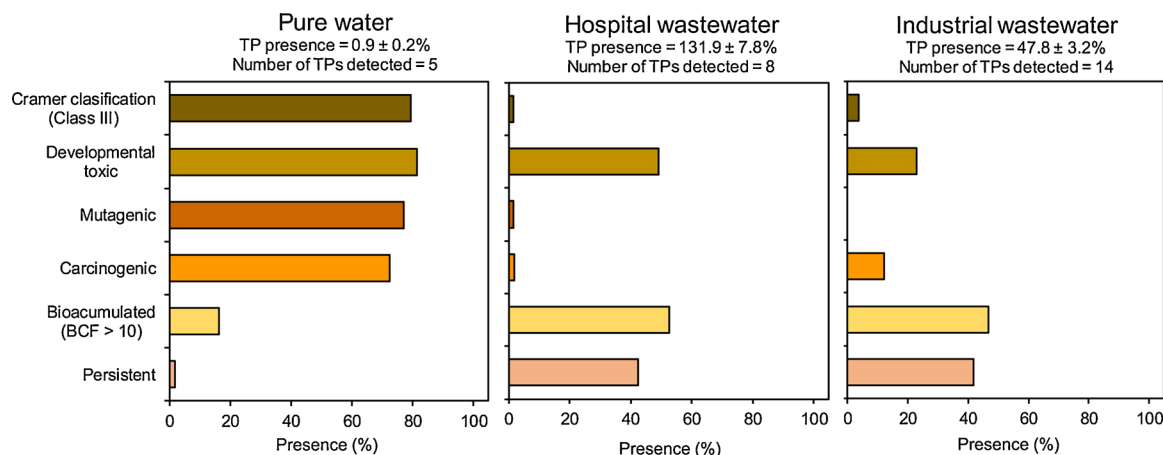 Pure water
TP presence = 0.9 ± 0.2%
Number of TPs detected = 5
Hospital wastewater
TP presence = 131.9 ± 7.8%
Number of TPs detected = 8
Industrial wastewater
TP presence = 47.8 ± 3.2%
Number of TPs detected = 14
Cramer clasification
(Class III)
Developmental
toxic
Mutagenic
Carcinogenic
Bioacumulated
(BCF > 10)
Persistent
0 20 40 60 80 100
Presence (%)
0 20 40 60 80 100
Presence (%)
0 20 40 60 80 100
Presence (%)